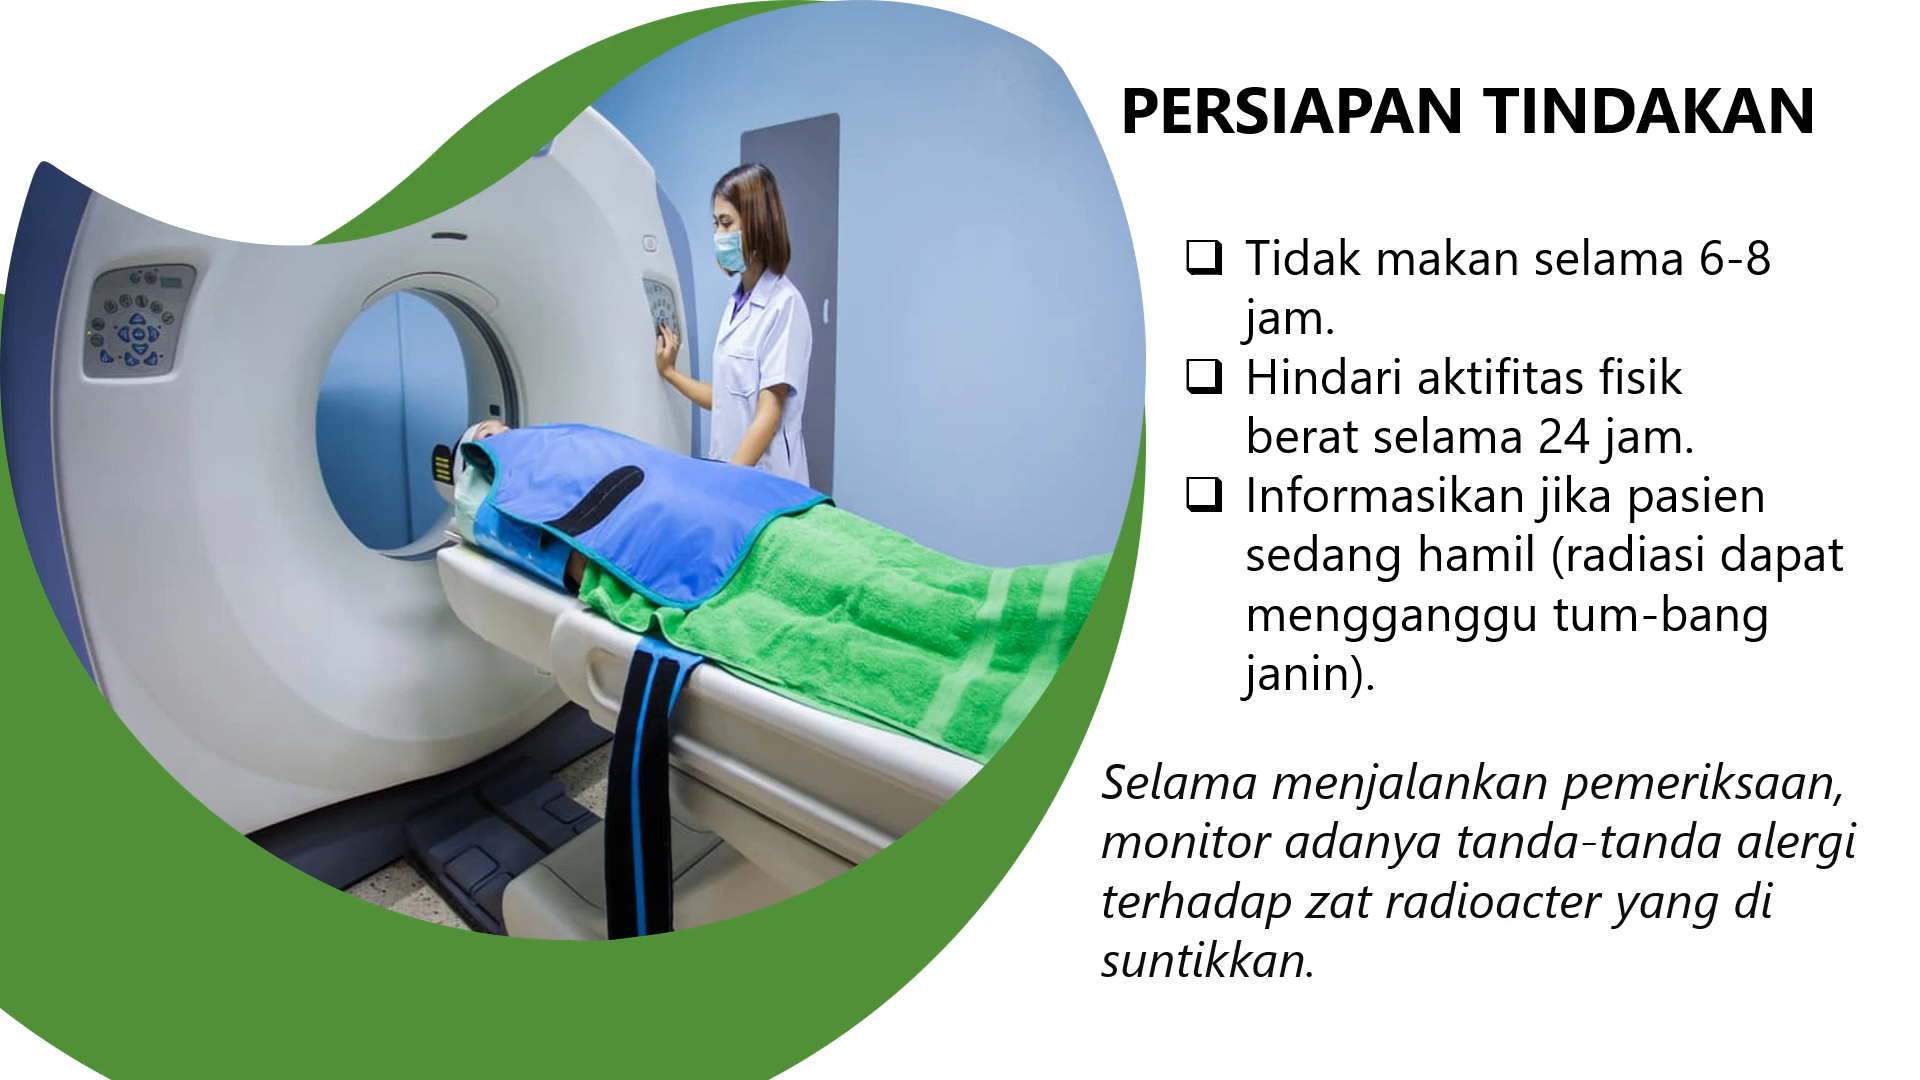 PERSIAPAN TINDAKAN
❑ Tidak makan selama 6-8
jam.
❑ Hindari aktifitas fisik
berat selama 24 jam.
❑ Informasikan jika pasien
sedang hamil (radiasi dapat
mengganggu tum-bang
janin).
Selama menjalankan pemeriksaan,
monitor adanya tanda-tanda alergi
terhadap zat radioacter yang di
suntikkan.